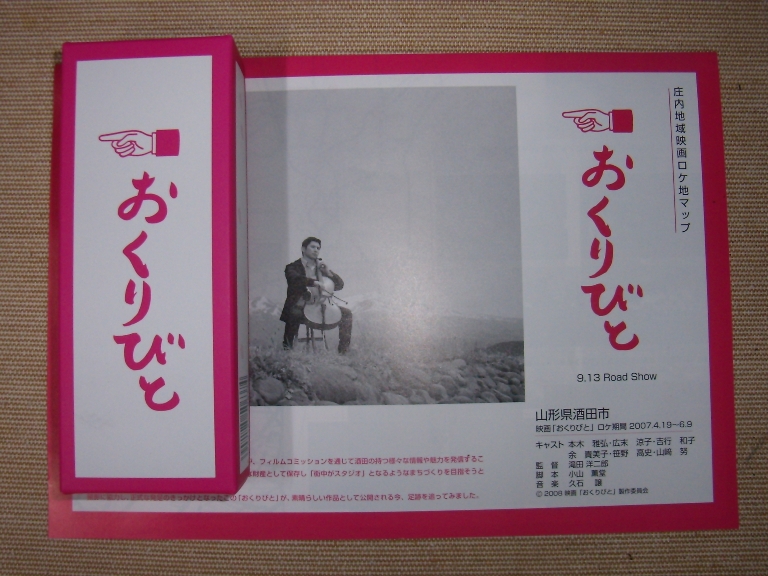 おくりびと
庄内地域映画ロケ地マップ
おくりびと
9.13 Road Show
山形県酒田市
映画「おくりびと」ロケ期間 2007.4.19〜6.9
キャスト 本木 雅弘・広末 涼子・吉行 和子
余 貴美子・笹野 高史・山﨑 努
監 督 滝田 洋二郎
脚 本 小山 薫堂
音 楽 久石 譲
© 2008 映画「おくりびと」製作委員会
、フィルムコミッションを通じて酒田の持つ様々な情報や魅力を発信するこ
財産として保存し「街中がスタジオ」となるようなまちづくりを目指そうと
「おくりびと」が、素晴らしい作品として公開される今、足跡を追ってみました。